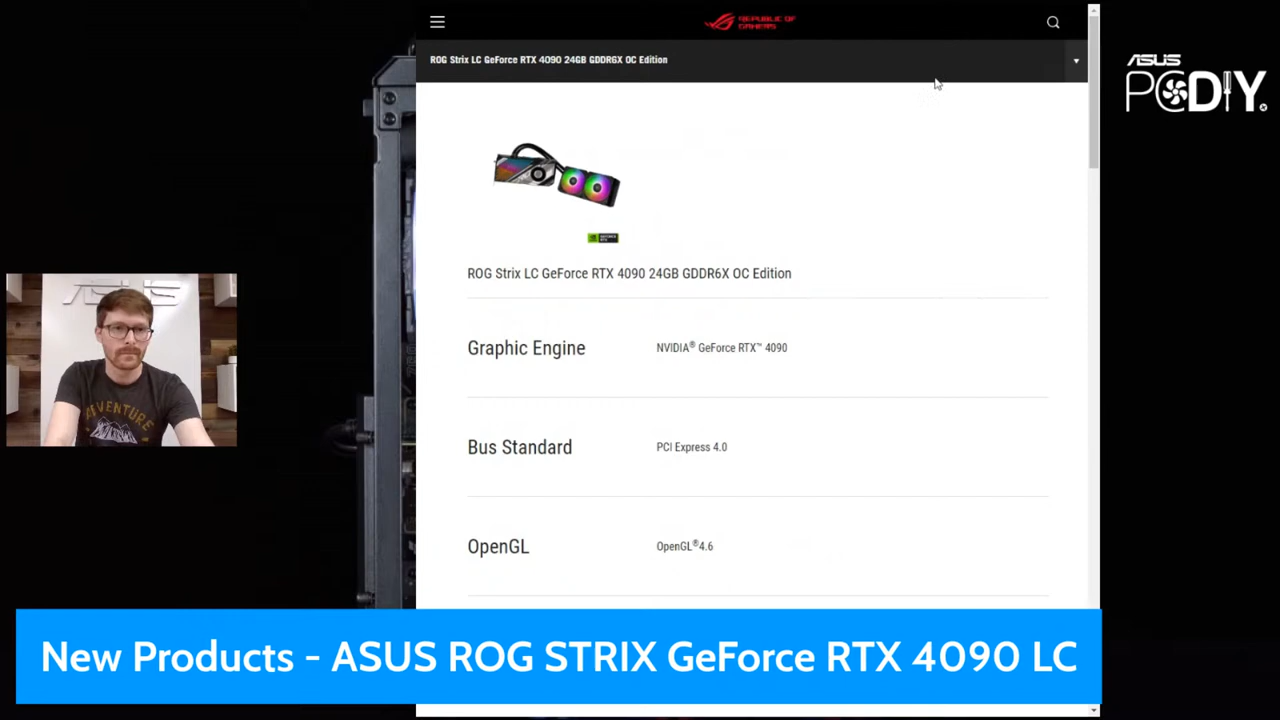 REPUBLIC OF
GAMERS
ROG Strix LC GeForce RTX 4090 24GB GDDR6X OC Edition
ASUS
PCDIY.
ROG Strix LC GeForce RTX 4090 24GB GDDR6X OC Edition
Graphic Engine
NVIDIA® GeForce RTX™ 4090
ASUS
ADVENTURE
Bus Standard
PCI Express 4.0
OpenGL
OpenGL®4.6
New Products - ASUS ROG STRIX GeForce RTX 4090 LC